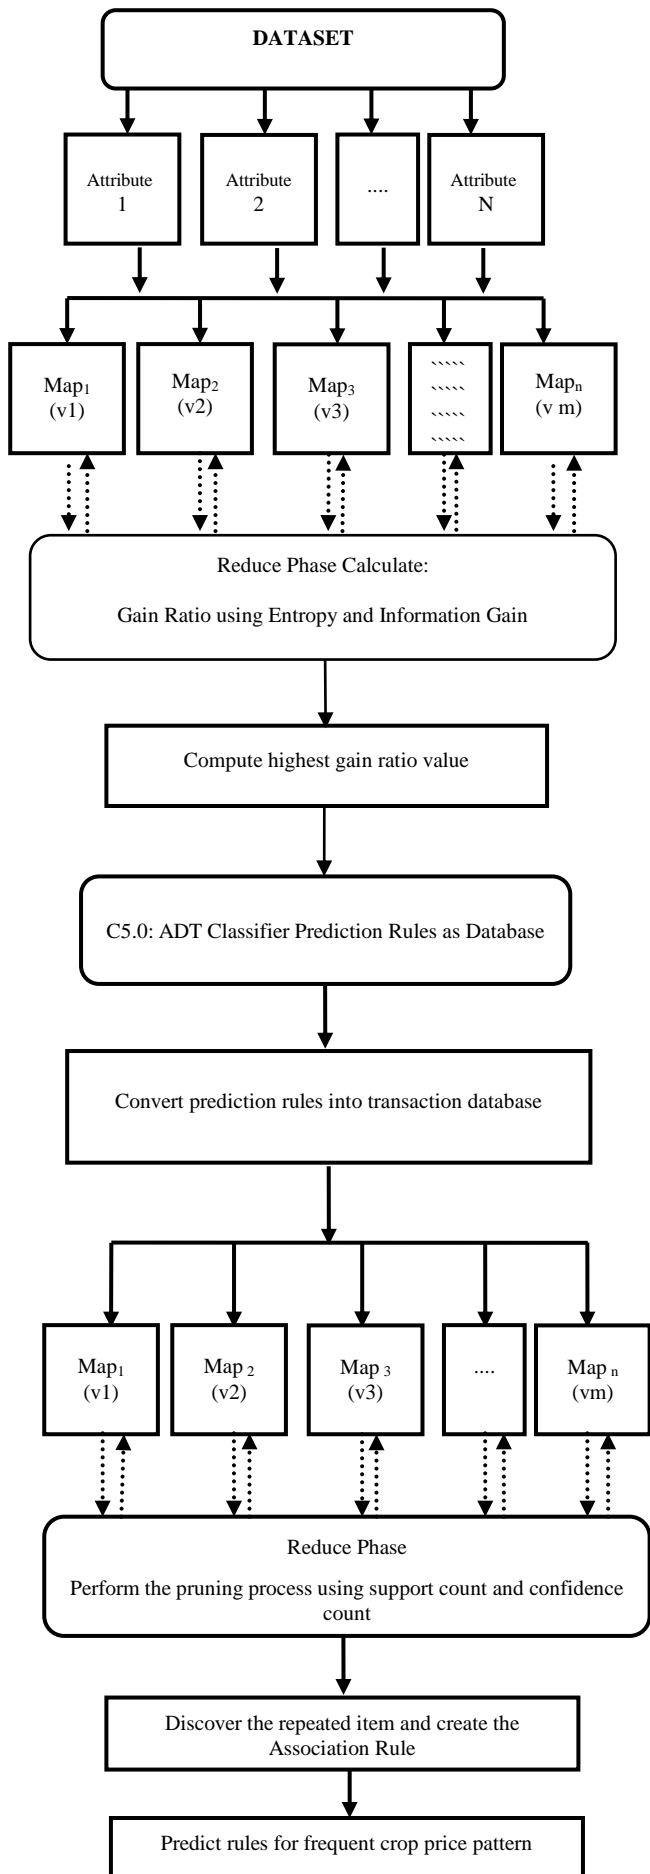 DATASET
Attribute
1
Attribute
2
....
Attribute
N
Map1
(v1)
Map2
(v2)
Map3
(v3)
`````
`````
`````
`````
Mapn
(v m)
Reduce Phase Calculate:
Gain Ratio using Entropy and Information Gain
Compute highest gain ratio value
C5.0: ADT Classifier Prediction Rules as Database
Convert prediction rules into transaction database
Map1
(v1)
Map 2
(v2)
Map 3
(v3)
....
Map n
(vm)
Reduce Phase
Perform the pruning process using support count and confidence
count
Discover the repeated item and create the
Association Rule
Predict rules for frequent crop price pattern